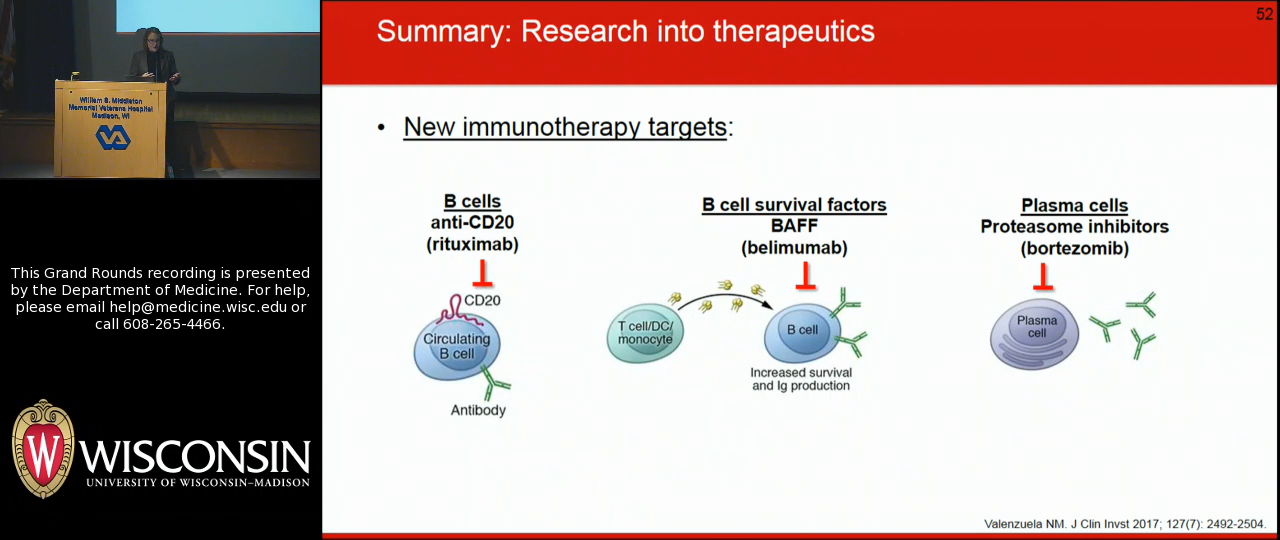 52
Summary: Research into therapeutics
William S. Middleton
Memorial Veterans Hospital
Madison, WI
VA
• New immunotherapy targets:
B cells
anti-CD20
(rituximab)
CD20
Circulating
B cell
Antibody
B cell survival factors
BAFF
(belimumab)
T cell/DC/
monocyte
B cell
Increased survival
and Ig production
Plasma cells
Proteasome inhibitors
(bortezomib)
Plasma
cell
This Grand Rounds recording is presented
by the Department of Medicine. For help,
please email help@medicine.wisc.edu or
call 608-265-4466.
W
WISCONSIN
UNIVERSITY OF WISCONSIN–MADISON
Valenzuela NM. J Clin Invst 2017; 127(7): 2492-2504.